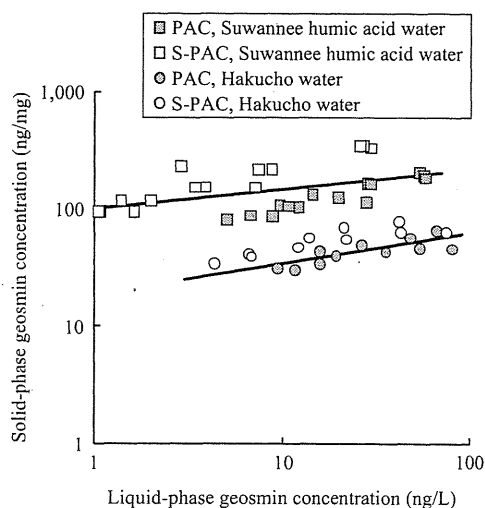 PAC, Suwannee humic acid water
S-PAC, Suwannee humic acid water
PAC, Hakucho water
S-PAC, Hakucho water
Solid-phase geosmin concentration (ng/mg)
1,000
100
10
1
1
10
100
Liquid-phase geosmin concentration (ng/L)